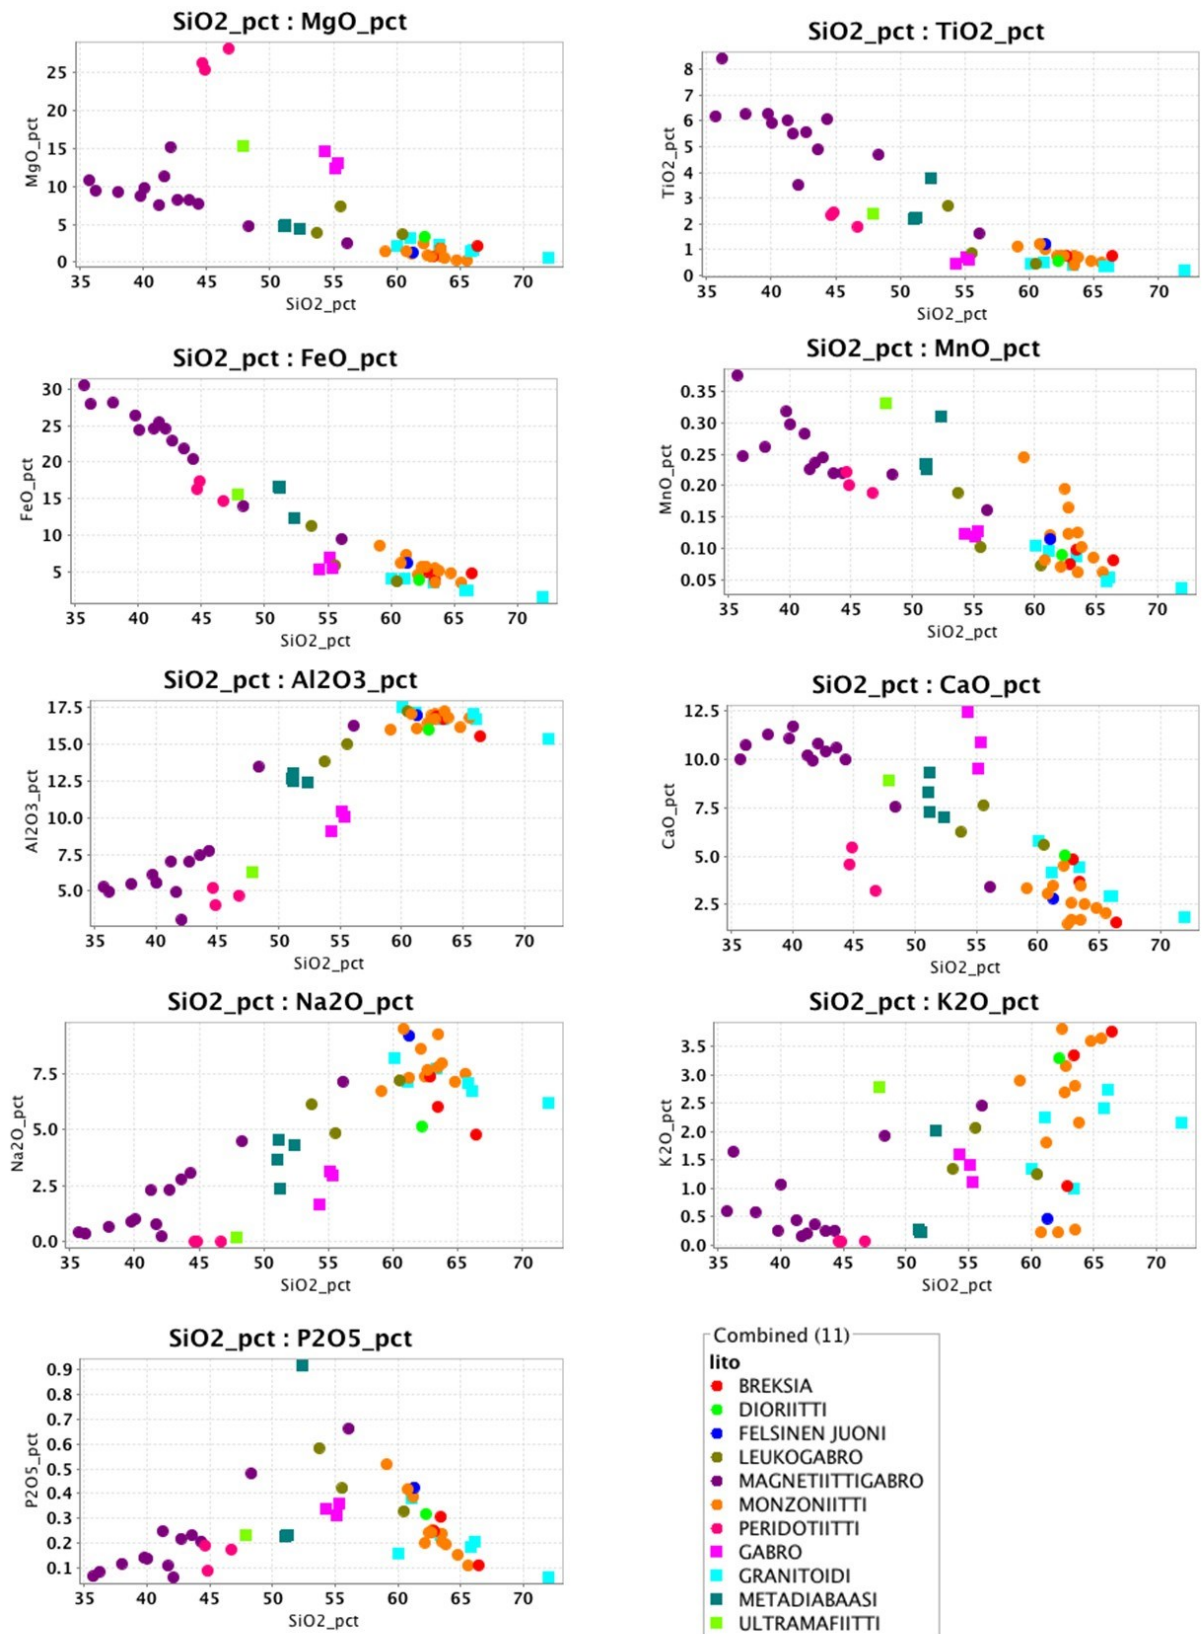 SiO2_pct : MgO_pct
25
20
15
10
5
0
MgO_pct
35 40 45 50 55 60 65 70
SiO2_pct
SiO2_pct : TiO2_pct
8
7
6
5
4
3
2
1
0
TiO2_pct
35 40 45 50 55 60 65 70
SiO2_pct
SiO2_pct : FeO_pct
30
25
20
15
10
5
FeO_pct
35 40 45 50 55 60 65 70
SiO2_pct
SiO2_pct : MnO_pct
0.35
0.30
0.25
0.20
0.15
0.10
0.05
MnO_pct
35 40 45 50 55 60 65 70
SiO2_pct
SiO2_pct : Al2O3_pct
17.5
15.0
12.5
10.0
7.5
5.0
Al2O3_pct
35 40 45 50 55 60 65 70
SiO2_pct
SiO2_pct : CaO_pct
12.5
10.0
7.5
5.0
2.5
CaO_pct
35 40 45 50 55 60 65 70
SiO2_pct
SiO2_pct : Na2O_pct
7.5
5.0
2.5
0.0
Na2O_pct
35 40 45 50 55 60 65 70
SiO2_pct
SiO2_pct : K2O_pct
3.5
3.0
2.5
2.0
1.5
1.0
0.5
0.0
K2O_pct
35 40 45 50 55 60 65 70
SiO2_pct
SiO2_pct : P2O5_pct
0.9
0.8
0.7
0.6
0.5
0.4
0.3
0.2
0.1
P2O5_pct
35 40 45 50 55 60 65 70
SiO2_pct
Combined (11)
lito
BREKSIA
DIORIITTI
FELSINEN JUONI
LEUKOGABRO
MAGNETIITTIGABRO
MONZONIITTI
PERIDOTIITTI
GABRO
GRANITOIDI
METADIABAASI
ULTRAMAFIITTI